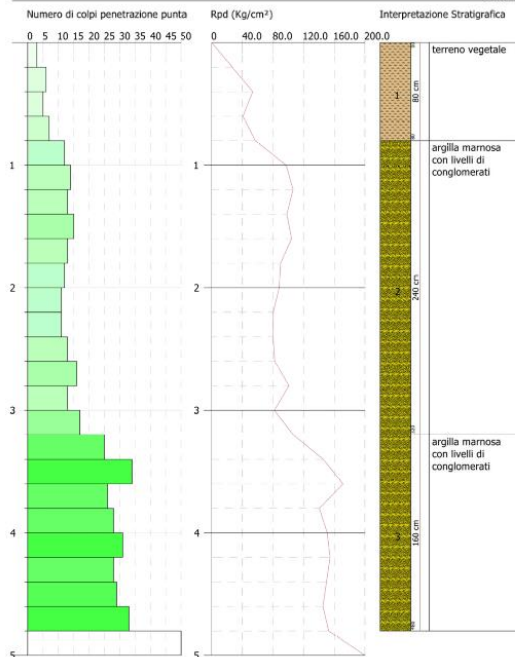 Numero di colpi penetrazione punta
Rpd (Kg/cm²)
Interpretazione Stratigrafica
0 5 10 15 20 25 30 35 40 45 50
0 40.0 80.0 120.0 160.0 200.0
terreno vegetale
1
80 cm
argilla marnosa
con livelli di
conglomerati
1
1
2
2
2
240 cm
3
3
argilla marnosa
con livelli di
conglomerati
4
4
3
160 cm
5
5